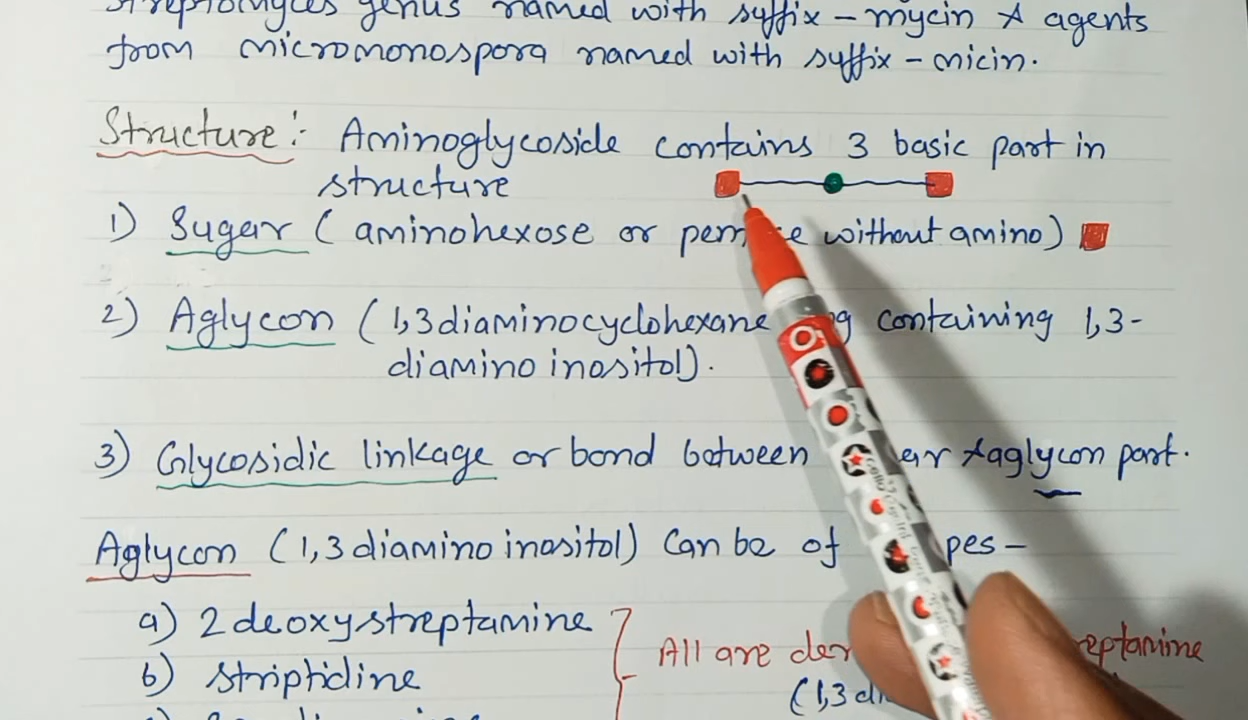 Streptomyces genus named with suffix - mycin & agents
from micromonospora named with suffix - micin.
Structure:- Aminoglycoside contains 3 basic part in
structure
1) Sugar ( aminohexose or without amino)
2) Aglycon ( 1,3 diaminocyclohexane containing 1,3-
diamino inositol).
3) Glycosidic linkage or bond between & aglycon part.
Aglycon ( 1,3 diamino inositol) can be of
a) 2 deoxystreptamine
All are
b) striptidine
(1,3